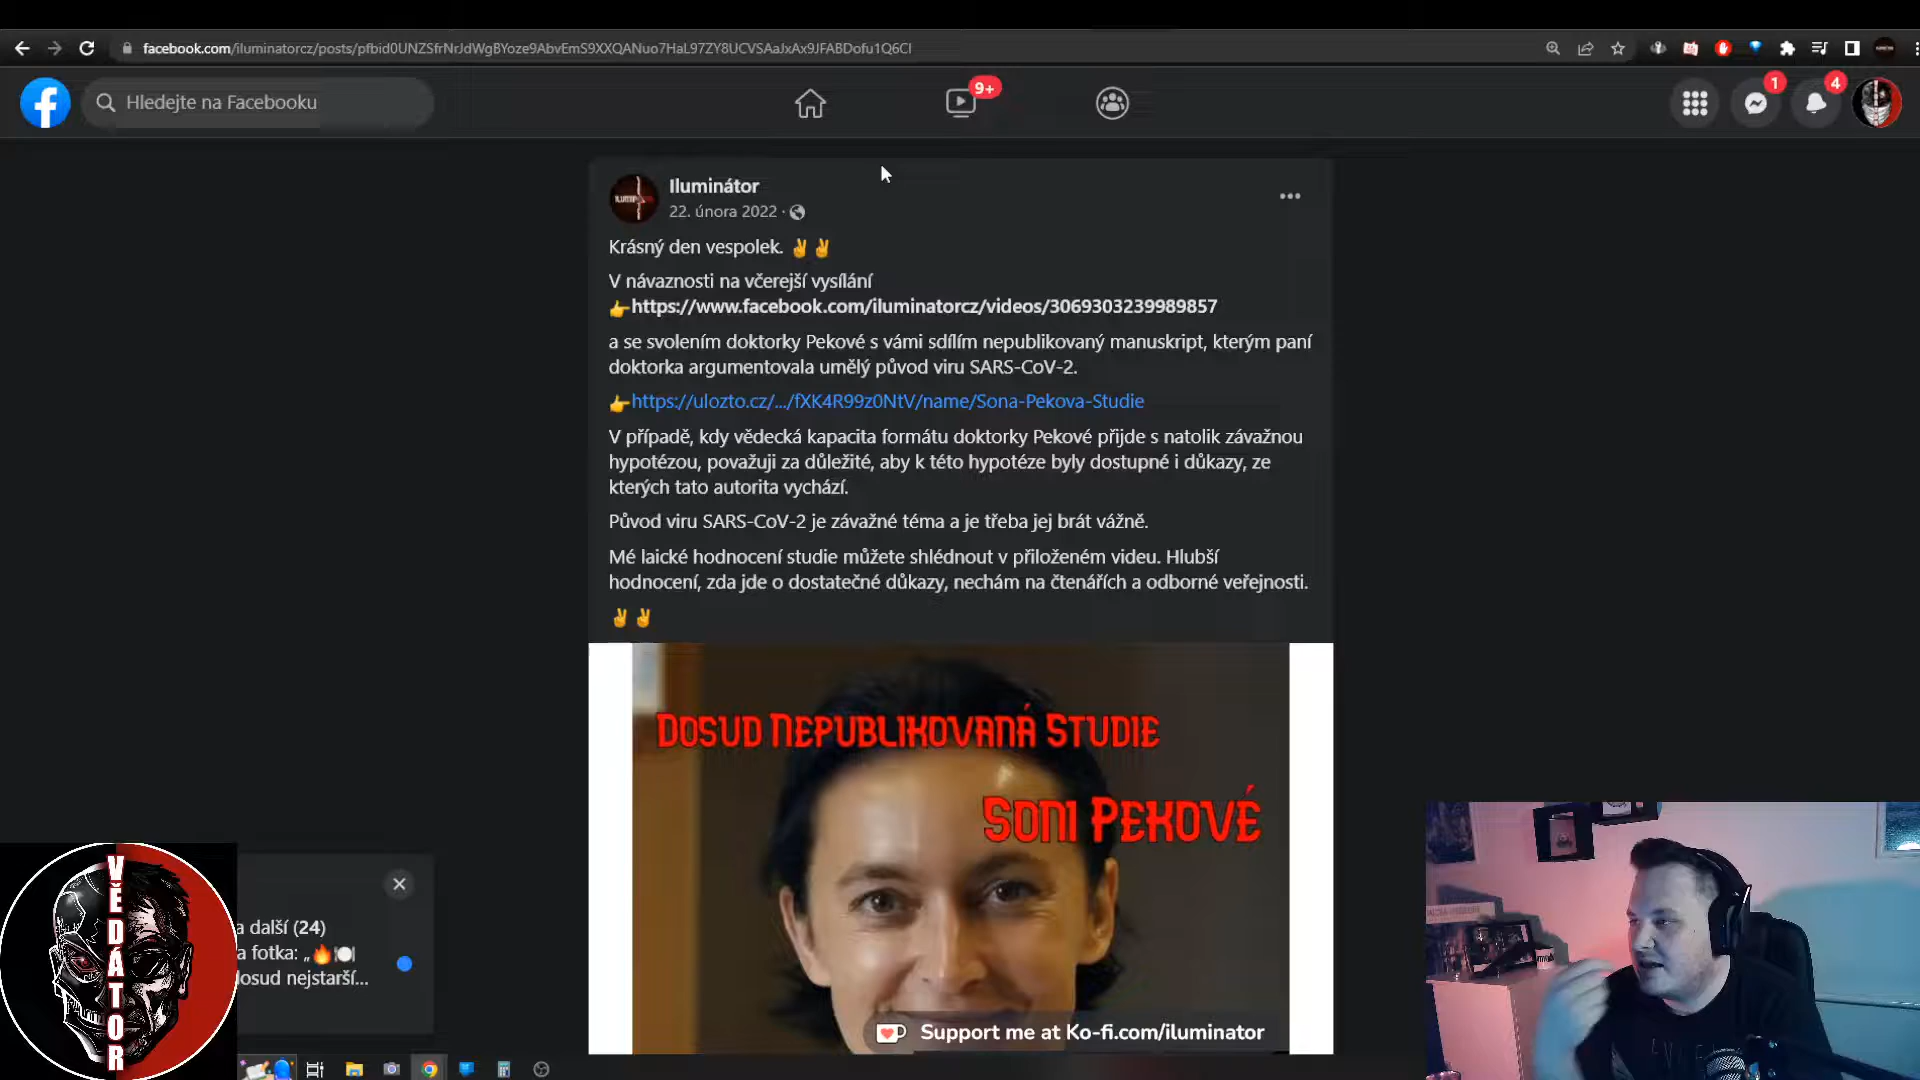 facebook.com/iluminatorcz/posts/pfbid0UNZSfrNrJdWgBYoze9AbvEmS9XXQANuo7HaL97ZY8UCVSAaJxAx9JFABDofu1Q6Cl
Hledejte na Facebooku
9+
1
4
Iluminátor
22. února 2022 ·
Krásný den vespolek. ✌✌
V návaznosti na včerejší vysílání
👉https://www.facebook.com/iluminatorcz/videos/3069303239989857
a se svolením doktorky Pekové s vámi sdílím nepublikovaný manuskript, kterým paní
doktorka argumentovala umělý původ viru SARS-CoV-2.
👉https://ulozto.cz/.../fXK4R99z0NtV/name/Sona-Pekova-Studie
V případě, kdy vědecká kapacita formátu doktorky Pekové přijde s natolik závažnou
hypotézou, považuji za důležité, aby k této hypotéze byly dostupné i důkazy, ze
kterých tato autorita vychází.
Původ viru SARS-CoV-2 je závažné téma a je třeba jej brát vážně.
Mé laické hodnocení studie můžete shlédnout v přiloženém videu. Hlubší
hodnocení, zda jde o dostatečné důkazy, nechám na čtenářích a odborné veřejnosti.
✌✌
Dosud Nepublikovaná Studie
Soni Pekové
Support me at Ko-fi.com/iluminator
VĚDÁTOR
a další (24)
a fotka: „🔥🍽
dosud nejstarší...